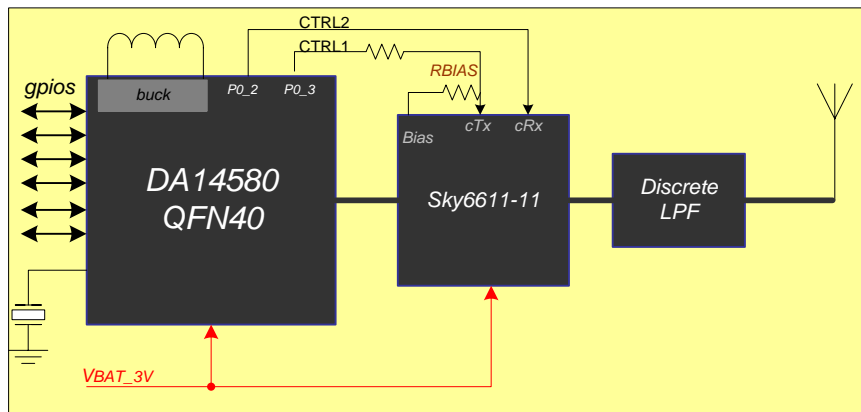 CTRL2
CTRL1
RBIAS
gpios
buck
P0_2
P0_3
Bias
cTx
cRx
DA14580
QFN40
Sky6611-11
Discrete
LPF
VBAT_3V